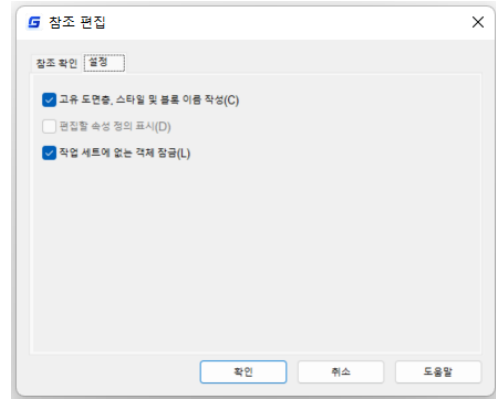 참조 편집
참조 확인 설정
고유 도면층, 스타일 및 블록 이름 작성(C)
편집할 속성 정의 표시(D)
작업 세트에 없는 객체 잠금(L)
확인 취소 도움말